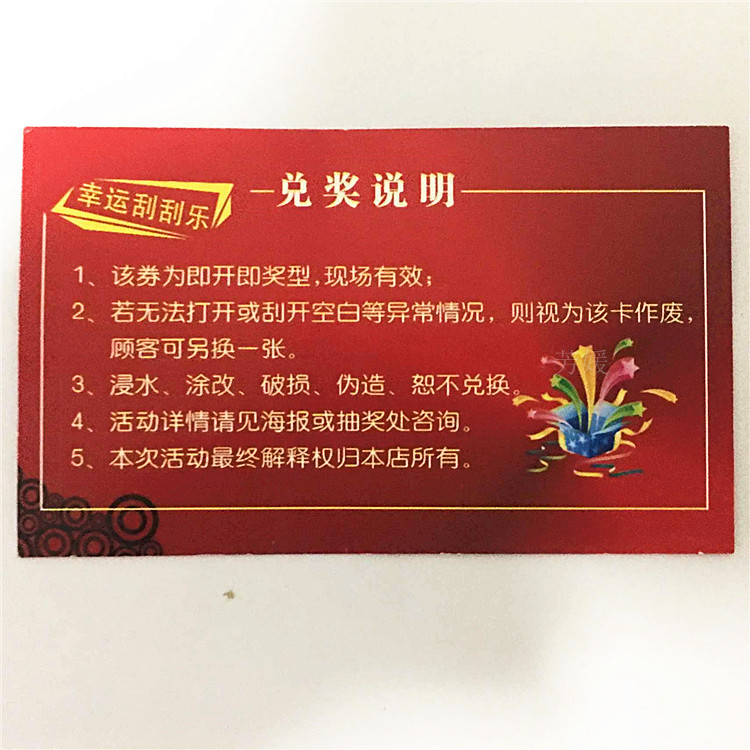 幸运刮刮乐
兑奖说明
1、该券为即开即奖型,现场有效;
2、若无法打开或刮开空白等异常情况，则视为该卡作废，
顾客可另换一张。
3、浸水、涂改、破损、伪造、恕不兑换。
4、活动详情请见海报或抽奖处咨询。
5、本次活动最终解释权归本店所有。